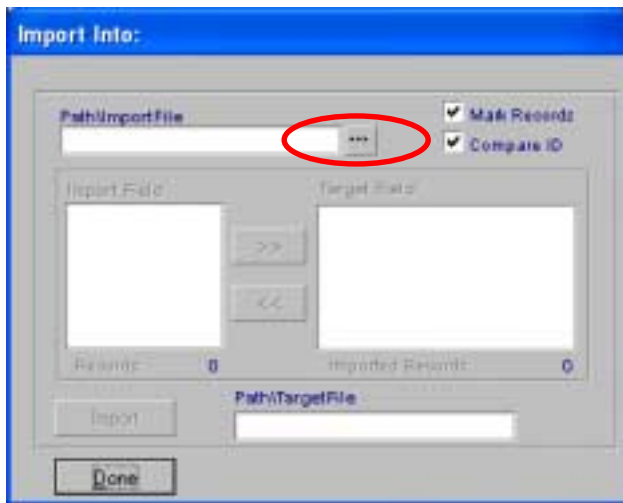 Import Into:
Path\ImportFile
Mark Records
...
Compare ID
Import Field
Target Field
>>
<<
Records
0
Imported Records
0
Path\TargetFile
Import
Done